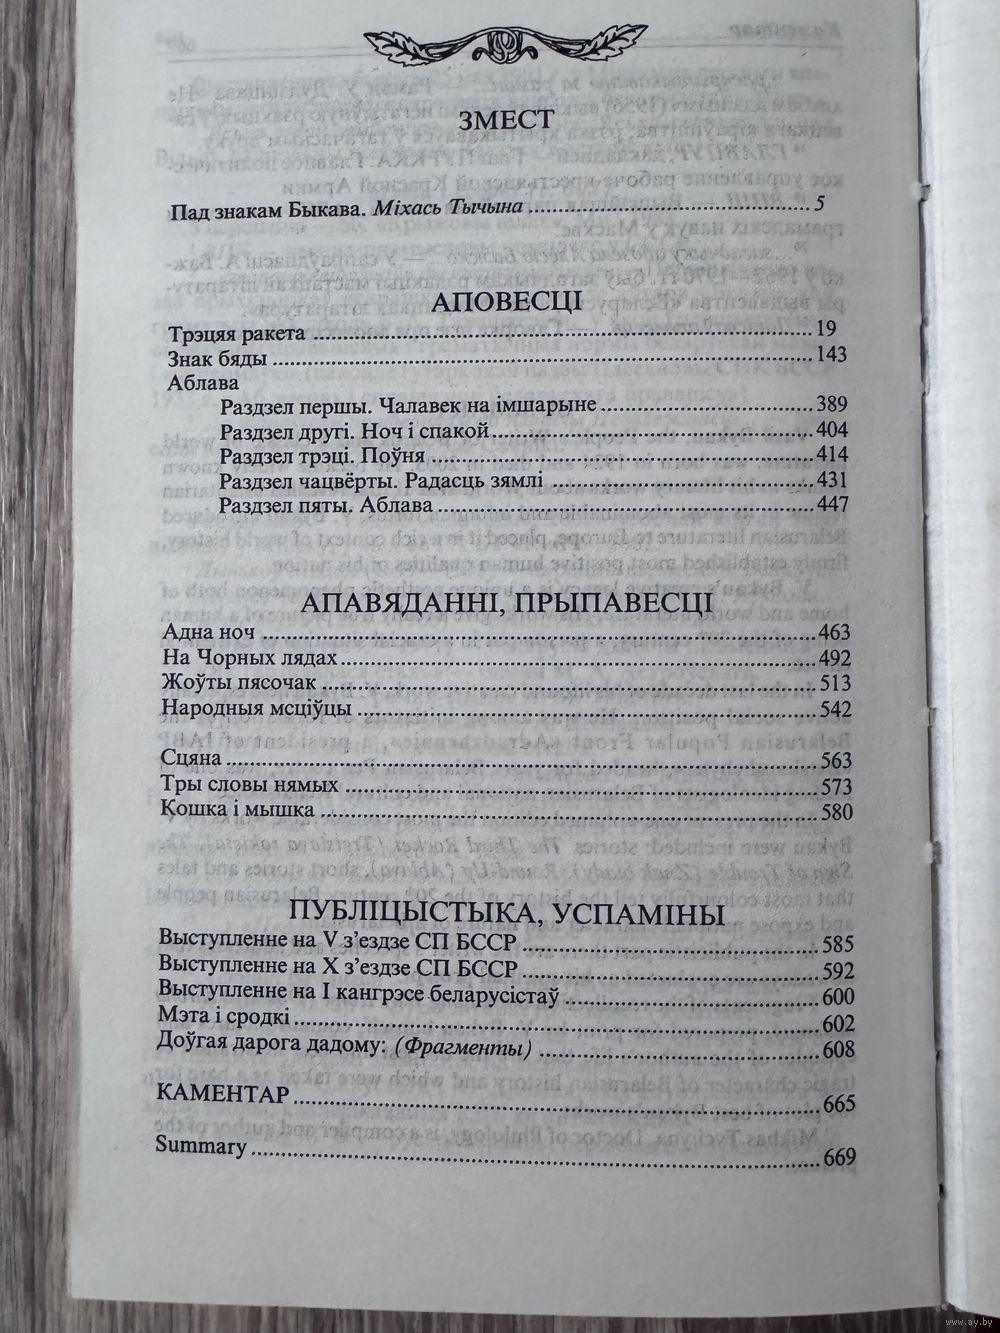 ЗМЕСТ
Пад знакам Быкава. Міхась Тычына ........ 5
АПОВЕСЦІ
Трэцяя ракета ........ 19
Знак бяды ........ 143
Аблава
Раздзел першы. Чалавек на імшарыне ........ 389
Раздзел другі. Ноч і спакой ........ 404
Раздзел трэці. Поўня ........ 414
Раздзел чацвёрты. Радасць зямлі ........ 431
Раздзел пяты. Аблава ........ 447
АПАВЯДАННІ, ПРЫПАВЕСЦІ
Адна ноч ........ 463
На Чорных лядах ........ 492
Жоўты пясочак ........ 513
Народныя мсціўцы ........ 542
Сцяна ........ 563
Тры словы нямых ........ 573
Кошка і мышка ........ 580
ПУБЛІЦЫСТЫКА, УСПАМІНЫ
Выступленне на V з’ездзе СП БССР ........ 585
Выступленне на X з’ездзе СП БССР ........ 592
Выступленне на I кангрэсе беларусістаў ........ 600
Мэта і сродкі ........ 602
Доўгая дарога дадому: (Фрагменты) ........ 608
КАМЕНТАР ........ 665
Summary ........ 669
www.ay.by